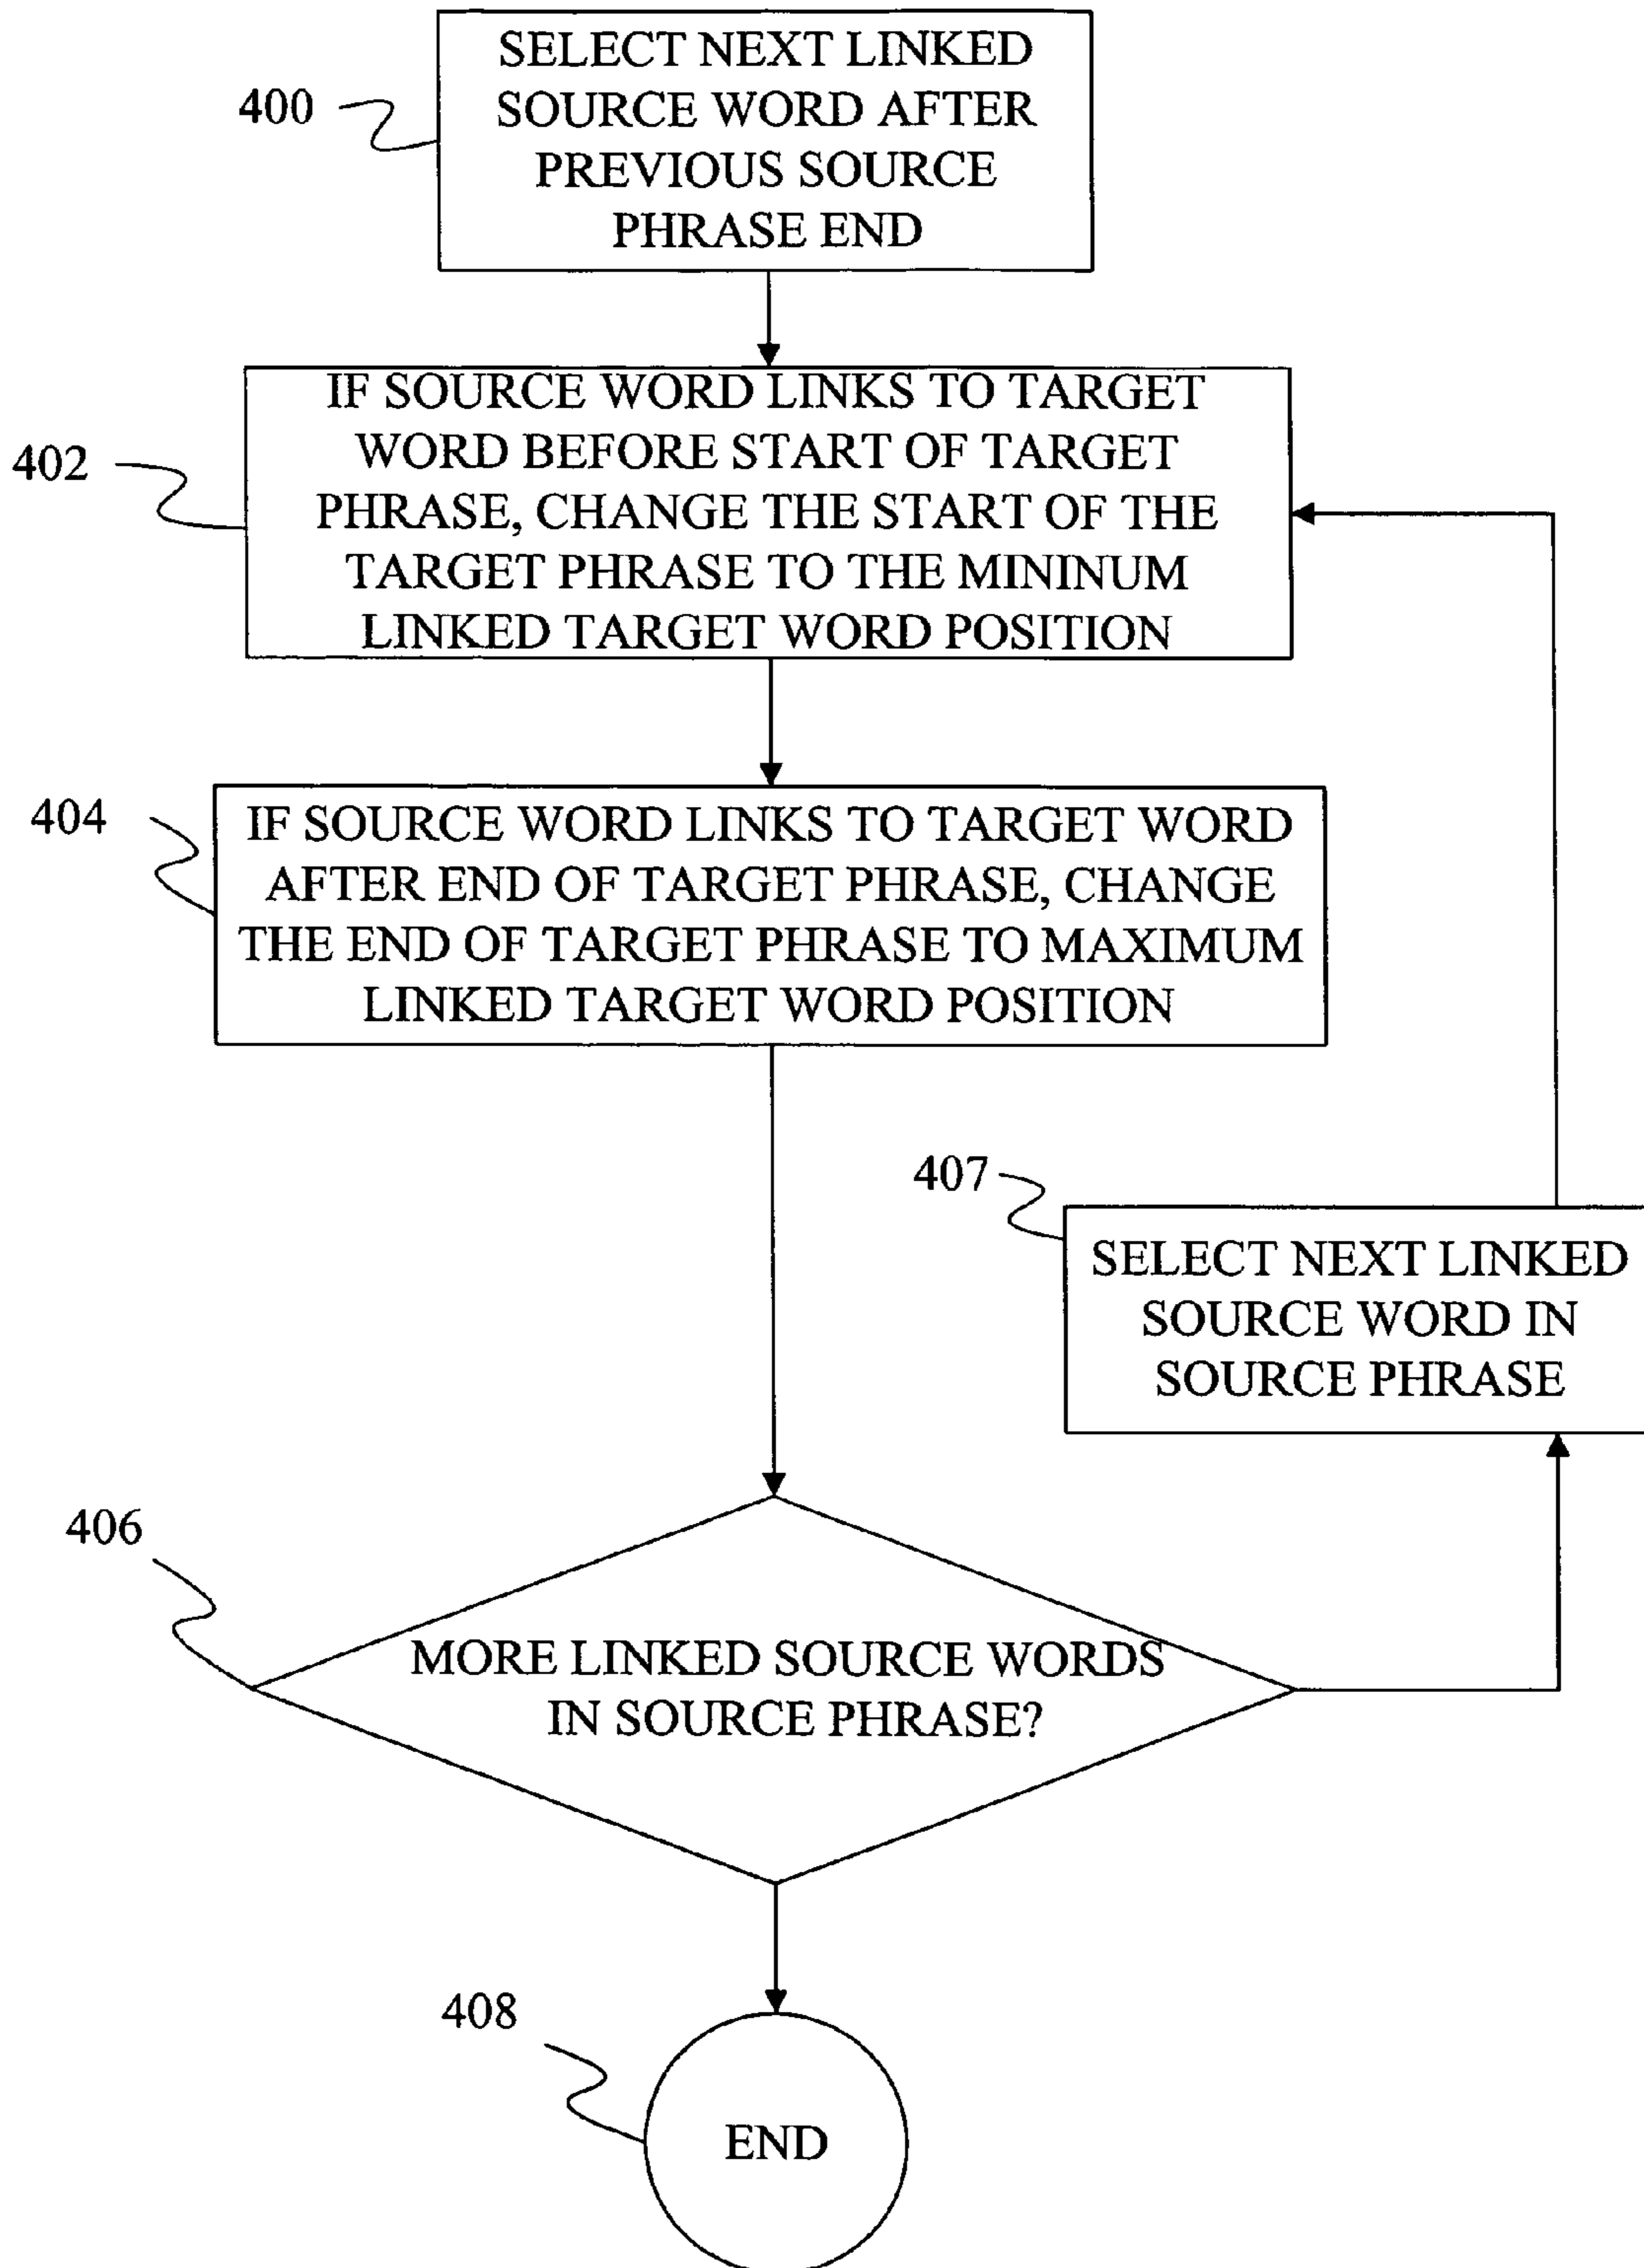 400
SELECT NEXT LINKED
SOURCE WORD AFTER
PREVIOUS SOURCE
PHRASE END
402
IF SOURCE WORD LINKS TO TARGET
WORD BEFORE START OF TARGET
PHRASE, CHANGE THE START OF THE
TARGET PHRASE TO THE MININUM
LINKED TARGET WORD POSITION
404
IF SOURCE WORD LINKS TO TARGET WORD
AFTER END OF TARGET PHRASE, CHANGE
THE END OF TARGET PHRASE TO MAXIMUM
LINKED TARGET WORD POSITION
407
SELECT NEXT LINKED
SOURCE WORD IN
SOURCE PHRASE
406
MORE LINKED SOURCE WORDS
IN SOURCE PHRASE?
408
END